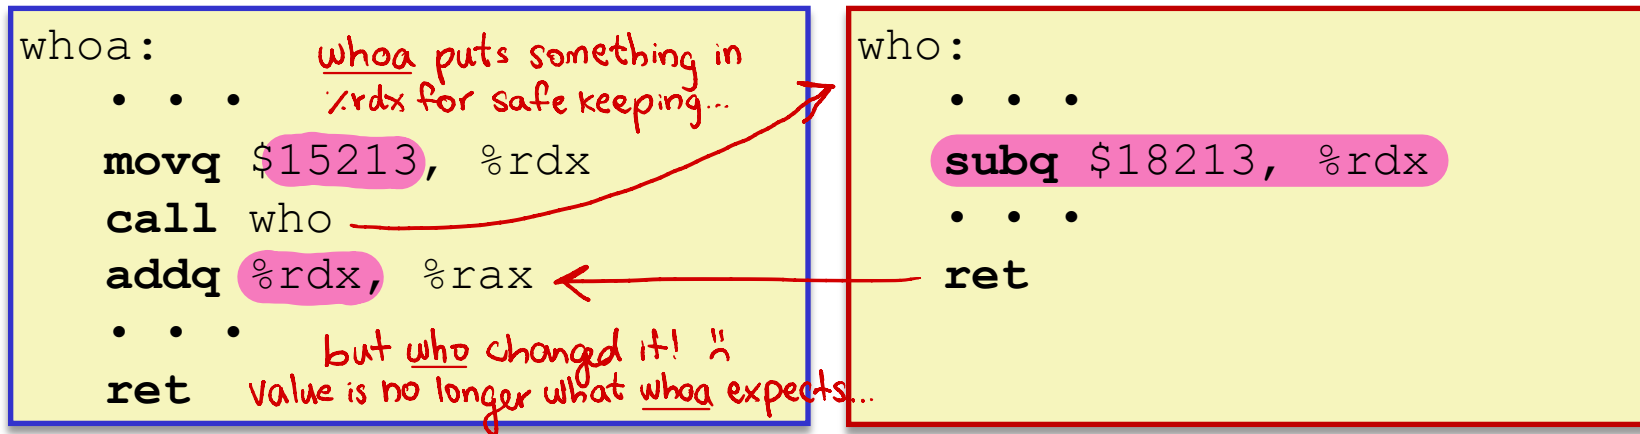 whoa:
whoa puts something in
%rdx for safe keeping...
• • •
movq $15213, %rdx
call who
addq %rdx, %rax
• • •
but who changed it! ☹
ret
value is no longer what whoa expects...
who:
• • •
subq $18213, %rdx
• • •
ret